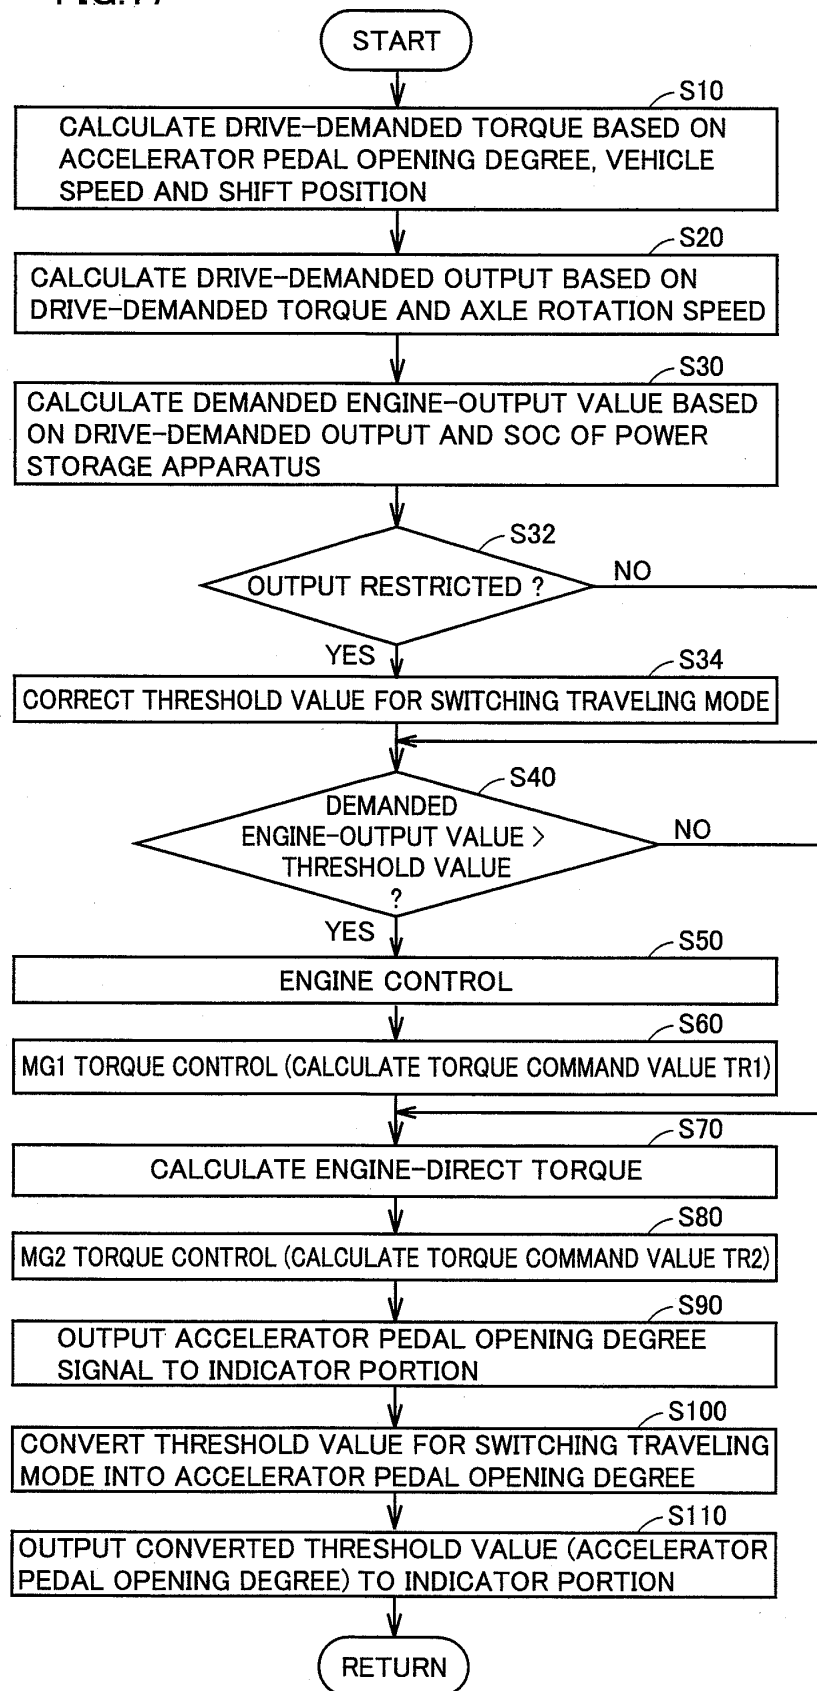 START
S10
CALCULATE DRIVE-DEMANDED TORQUE BASED ON
ACCELERATOR PEDAL OPENING DEGREE, VEHICLE
SPEED AND SHIFT POSITION
S20
CALCULATE DRIVE-DEMANDED OUTPUT BASED ON
DRIVE-DEMANDED TORQUE AND AXLE ROTATION SPEED
S30
CALCULATE DEMANDED ENGINE-OUTPUT VALUE BASED
ON DRIVE-DEMANDED OUTPUT AND SOC OF POWER
STORAGE APPARATUS
S32
OUTPUT RESTRICTED ?
NO
YES
S34
CORRECT THRESHOLD VALUE FOR SWITCHING TRAVELING MODE
S40
DEMANDED
ENGINE-OUTPUT VALUE >
THRESHOLD VALUE
?
NO
YES
S50
ENGINE CONTROL
S60
MG1 TORQUE CONTROL (CALCULATE TORQUE COMMAND VALUE TR1)
S70
CALCULATE ENGINE-DIRECT TORQUE
S80
MG2 TORQUE CONTROL (CALCULATE TORQUE COMMAND VALUE TR2)
S90
OUTPUT ACCELERATOR PEDAL OPENING DEGREE
SIGNAL TO INDICATOR PORTION
S100
CONVERT THRESHOLD VALUE FOR SWITCHING TRAVELING
MODE INTO ACCELERATOR PEDAL OPENING DEGREE
S110
OUTPUT CONVERTED THRESHOLD VALUE (ACCELERATOR
PEDAL OPENING DEGREE) TO INDICATOR PORTION
RETURN